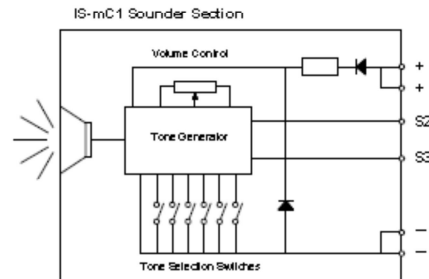 IS-mC1 Sounder Section
Volume Control
+
+
Tone Generator
S2
S3
−
−
Tone Selection Switches